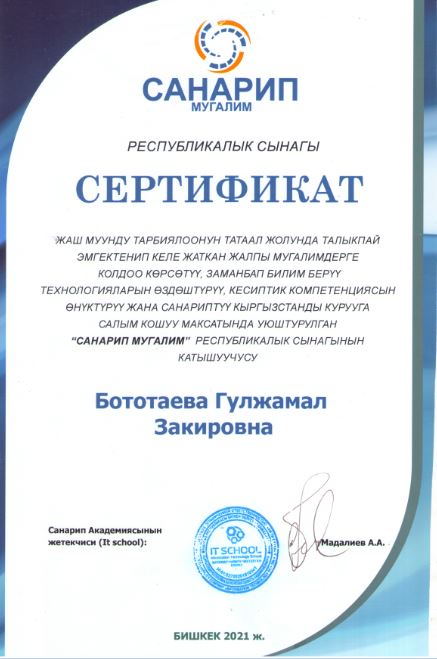 САНАРИП
МУГАЛИМ
РЕСПУБЛИКАЛЫК СЫНАГЫ
СЕРТИФИКАТ
ЖАШ МУУНДУ ТАРБИЯЛООНУН ТАТААЛ ЖОЛУНДА ТАЛЫКПАЙ
ЭМГЕКТЕНИП КЕЛЕ ЖАТКАН ЖАЛПЫ МУГАЛИМДЕРГЕ
КОЛДОО КӨРСӨТҮҮ, ЗАМАНБАП БИЛИМ БЕРҮҮ
ТЕХНОЛОГИЯЛАРЫН ӨЗДӨШТҮРҮҮ, КЕСИПТИК КОМПЕТЕНЦИЯСЫН
ӨНҮКТҮРҮҮ ЖАНА САНАРИПТҮҮ КЫРГЫЗСТАНДЫ КУРУУГА
САЛЫМ КОШУУ МАКСАТЫНДА УЮШТУРУЛГАН
“САНАРИП МУГАЛИМ” РЕСПУБЛИКАЛЫК СЫНАГЫНЫН
КАТЫШУУЧУСУ
Бототаева Гулжамал
Закировна
Санарип Академиясынын
жетекчиси (It school):
IT SCHOOL
Мадалиев А.А.
БИШКЕК 2021 ж.